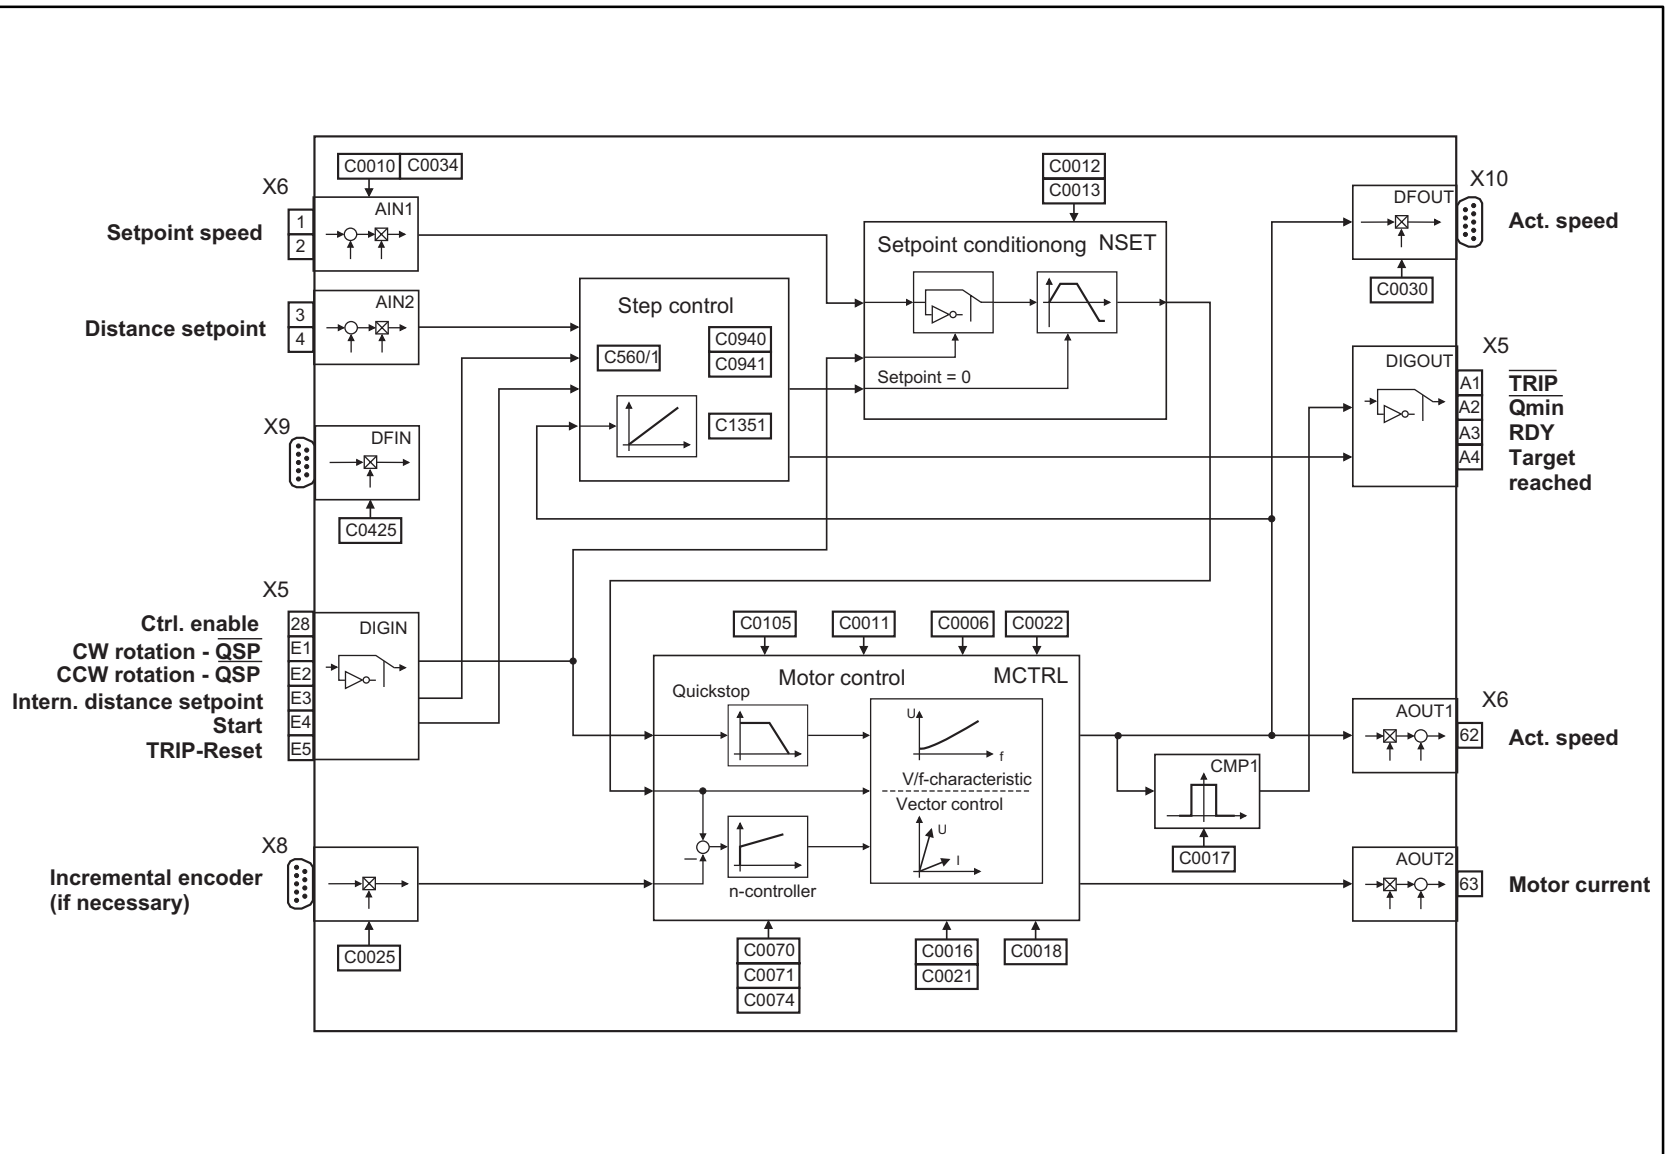 C0010 C0034
X6
AIN1
Setpoint speed
1
2
AIN2
Distance setpoint
3
4
X9
DFIN
C0425
X5
DIGIN
Ctrl. enable
28
CW rotation - QSP
E1
CCW rotation - QSP
E2
Intern. distance setpoint
E3
Start
E4
TRIP-Reset
E5
X8
Incremental encoder
(if necessary)
C0025
Step control
C560/1
C0940
C0941
C1351
C0012
C0013
Setpoint conditionong NSET
Setpoint = 0
C0105
C0011
C0006
C0022
Motor control
MCTRL
Quickstop
U
f
V/f-characteristic
Vector control
U
I
n-controller
C0070
C0071
C0074
C0016
C0021
C0018
CMP1
C0017
X10
DFOUT
Act. speed
C0030
X5
DIGOUT
A1
TRIP
A2
Qmin
A3
RDY
A4
Target
reached
X6
AOUT1
62
Act. speed
AOUT2
63
Motor current